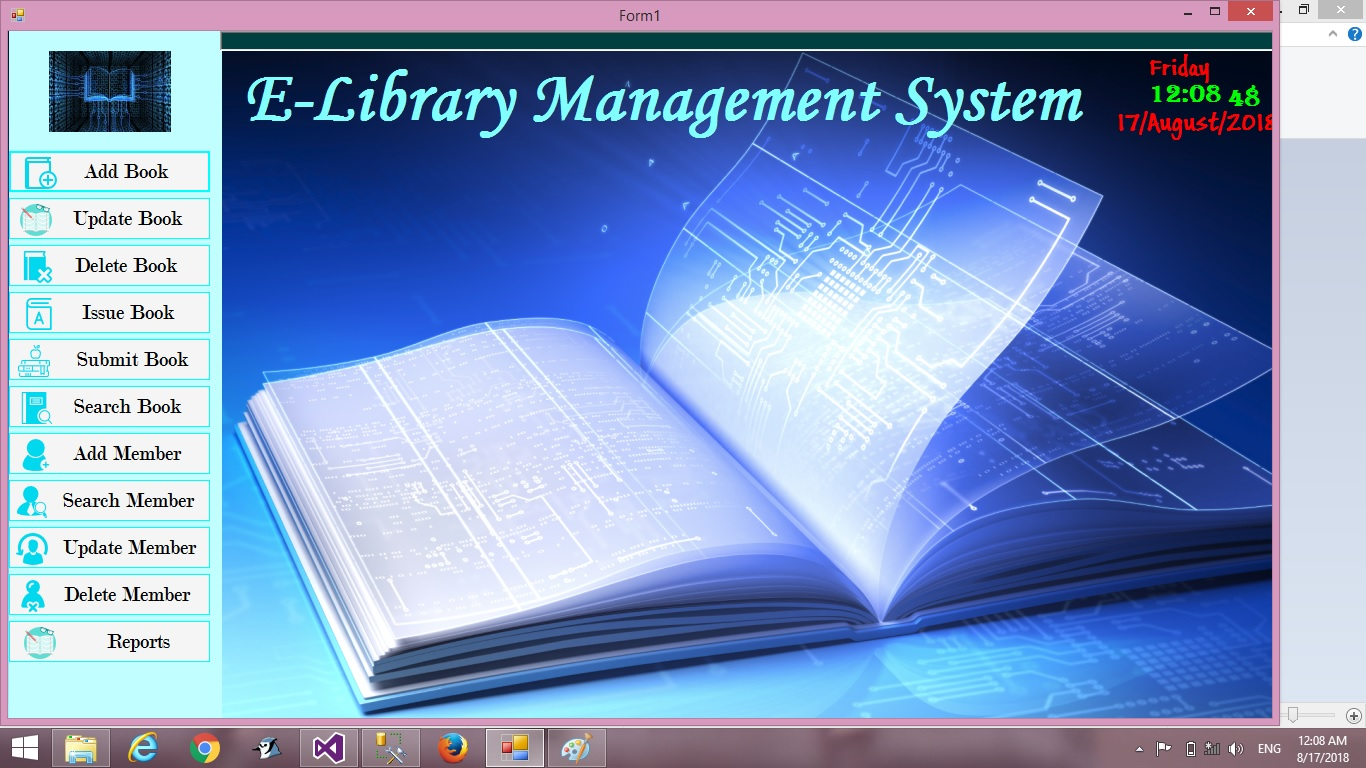 Form1
E-Library Management System
Friday
12:08 48
17/August/2018
Add Book
Update Book
Delete Book
Issue Book
A
Submit Book
Search Book
Add Member
Search Member
Update Member
Delete Member
Reports
ENG
12:08 AM
8/17/2018